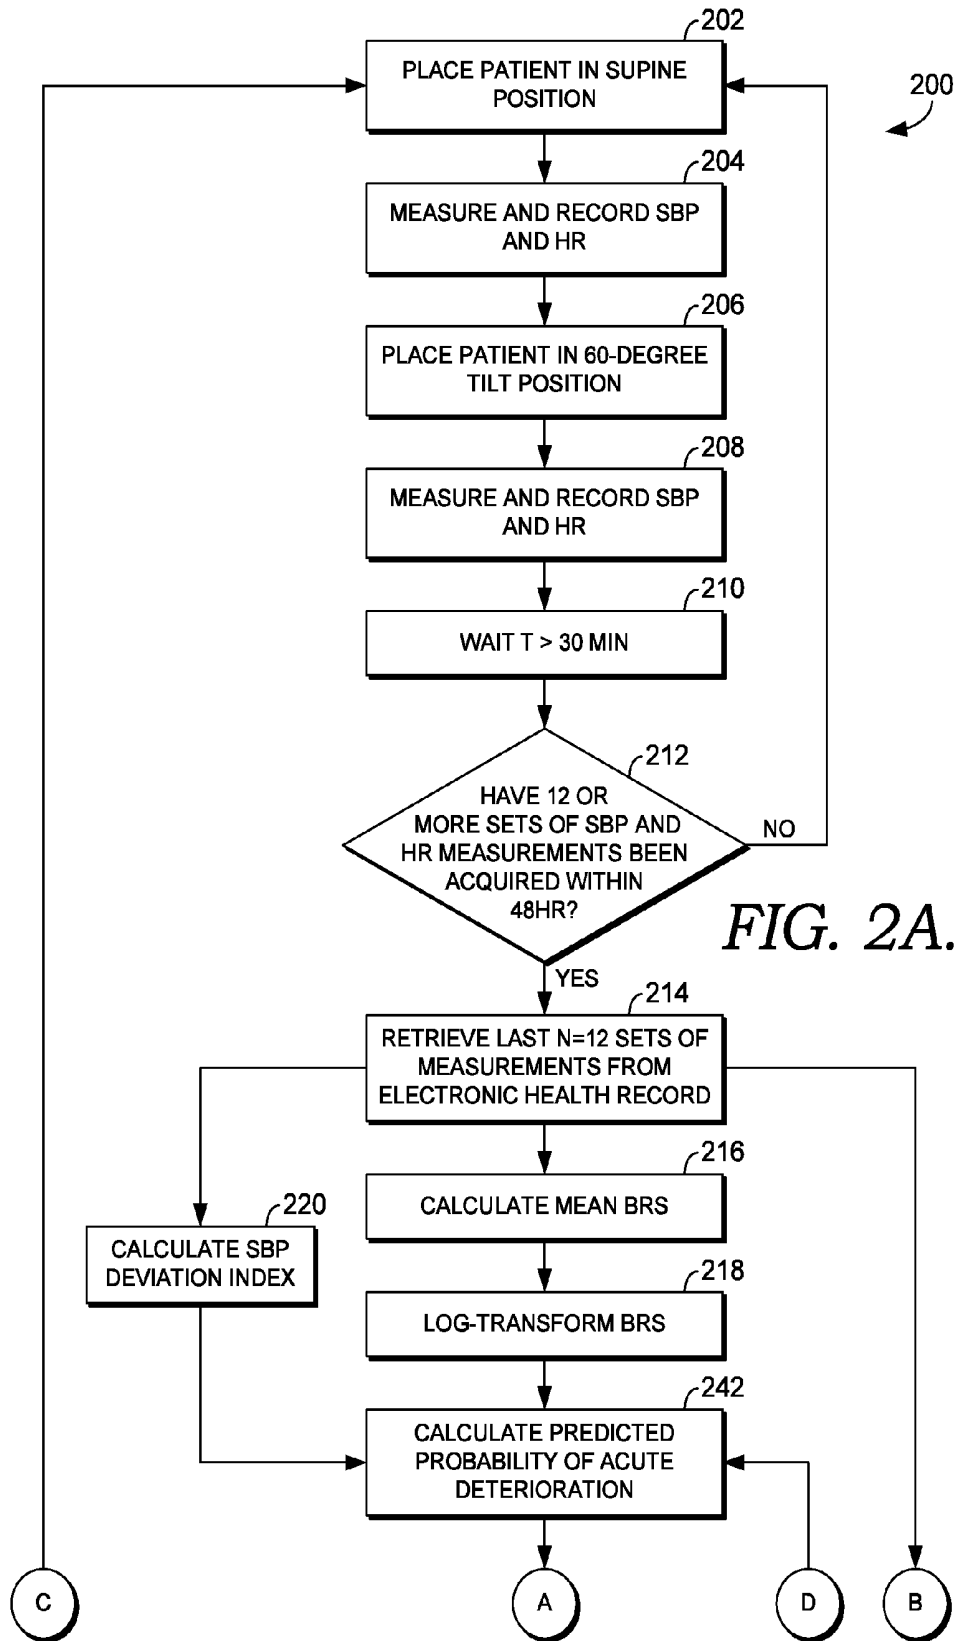 202
PLACE PATIENT IN SUPINE
POSITION
200
204
MEASURE AND RECORD SBP
AND HR
206
PLACE PATIENT IN 60-DEGREE
TILT POSITION
208
MEASURE AND RECORD SBP
AND HR
210
WAIT T > 30 MIN
212
HAVE 12 OR
MORE SETS OF SBP AND
HR MEASUREMENTS BEEN
ACQUIRED WITHIN
48HR?
NO
FIG. 2A.
YES
214
RETRIEVE LAST N=12 SETS OF
MEASUREMENTS FROM
ELECTRONIC HEALTH RECORD
216
CALCULATE MEAN BRS
220
CALCULATE SBP
DEVIATION INDEX
218
LOG-TRANSFORM BRS
242
CALCULATE PREDICTED
PROBABILITY OF ACUTE
DETERIORATION
C
A
D
B